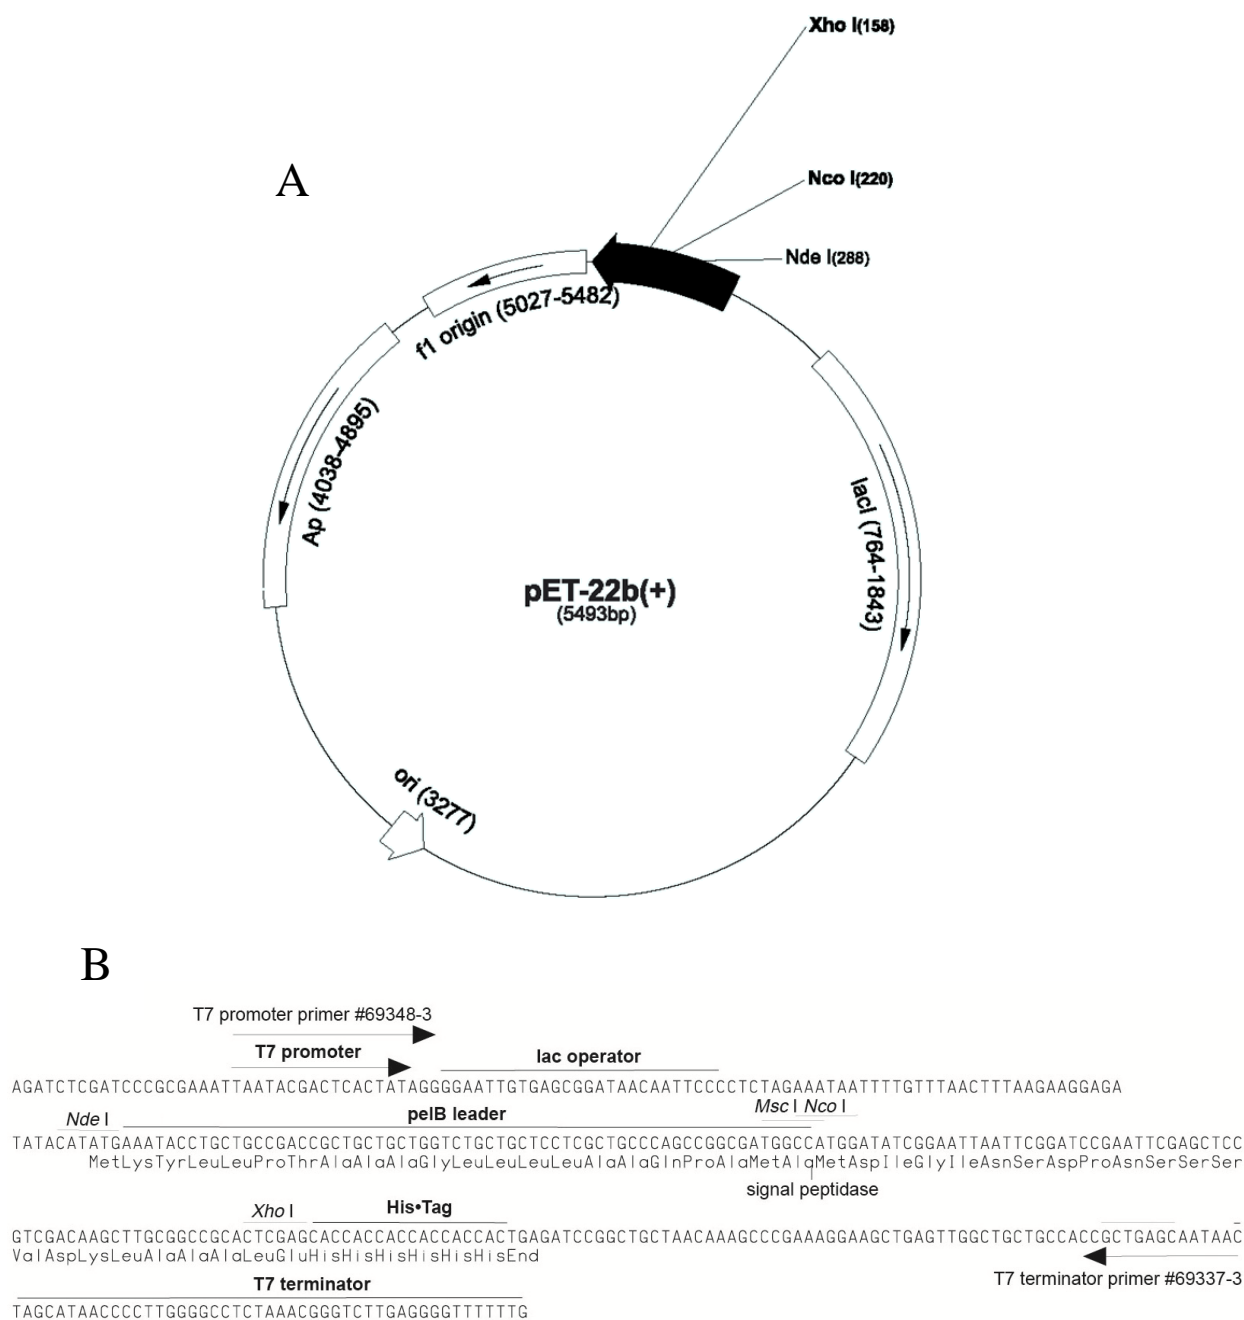 A
Xho I(158)
Nco I(220)
Nde I(288)
f1 origin (5027-5482)
Ap (4038-4895)
lacI (764-1843)
pET-22b(+)
(5493bp)
ori (3277)
B
T7 promoter primer #69348-3
T7 promoter
lac operator
AGATCTCGATCCCGCGAAATTAATACGACTCACTATAGGGGAATTGTGAGCGGATAACAATTCCCCTCTAGAAATAATTTTGTTTAACTTTAAGAAGGAGA
Nde I
pelB leader
Msc I Nco I
TATACATATGAAATACCTGCTGCCGACCGCTGCTGCTGGTCTGCTGCTCCTCGCTGCCCAGCCGGCGATGGCCATGGATATCGGAATTAATTCGGATCCGAATTCGAGCTCC
MetLysTyrLeuLeuProThrAlaAlaAlaGlyLeuLeuLeuLeuAlaAlaGlnProAlaMetAlaMetAspIleGlyIleAsnSerAspProAsnSerSerSer
signal peptidase
Xho I
His•Tag
GTCGACAAGCTTGCGGCCGCACTCGAGCACCACCACCACCACCACTGAGATCCGGCTGCTAACAAAGCCCGAAAGGAAGCTGAGTTGGCTGCTGCCACCGCTGAGCAATAAC
ValAspLysLeuAlaAlaAlaLeuGluHisHisHisHisHisHisEnd
T7 terminator
T7 terminator primer #69337-3
TAGCATAACCCCTTGGGGCCTCTAAACGGGTCTTGAGGGGTTTTTTG